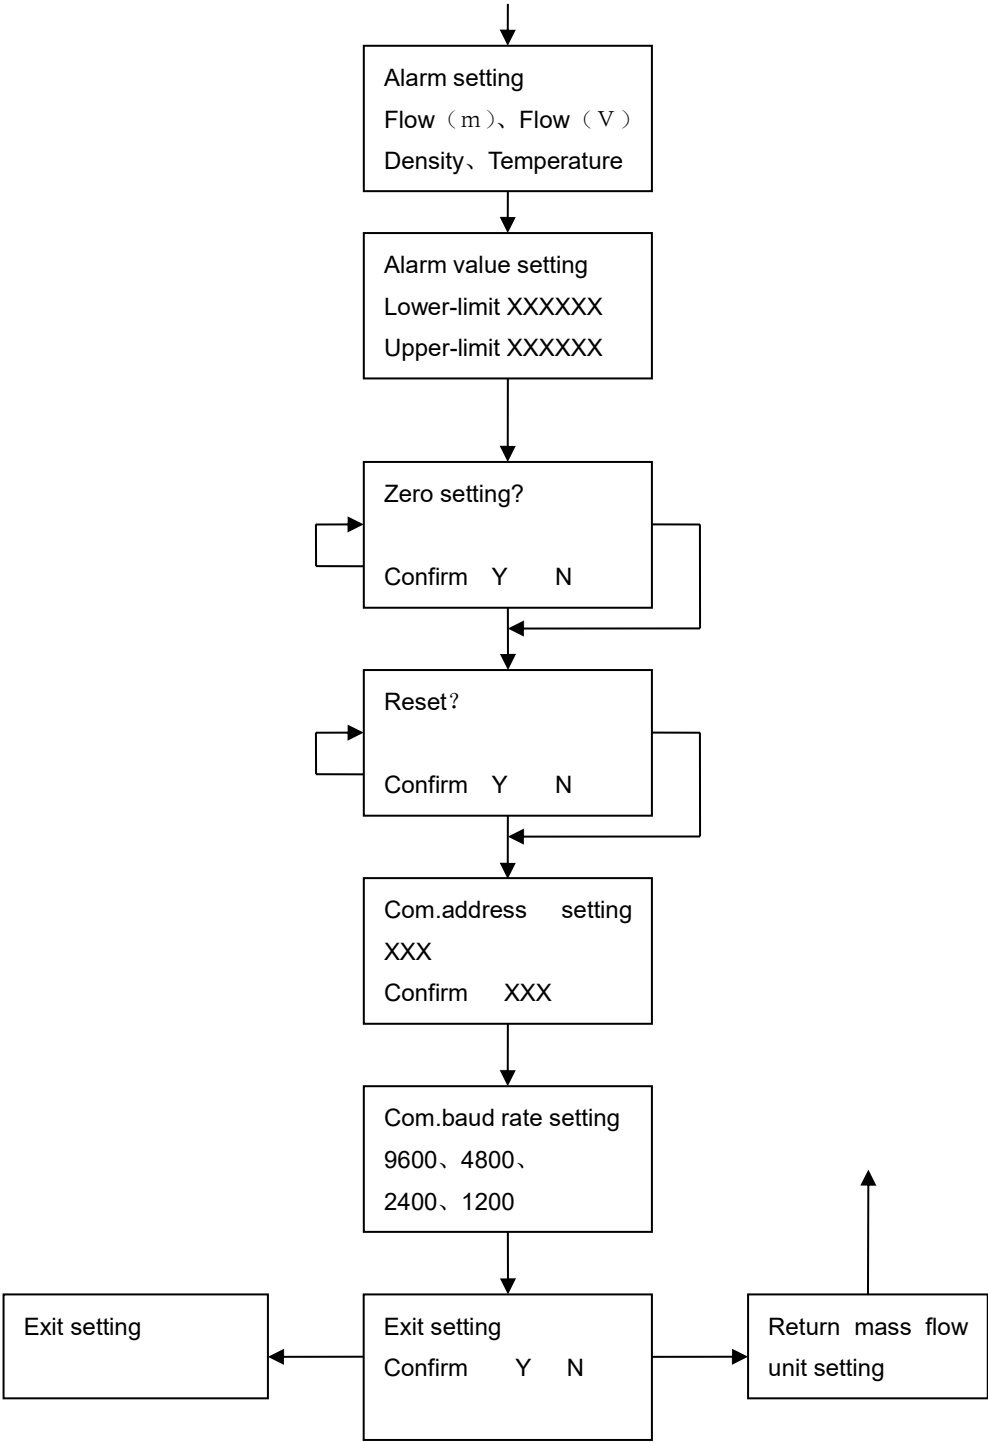 Alarm setting
Flow（m）、Flow（V）
Density、Temperature
Alarm value setting
Lower-limit XXXXXX
Upper-limit XXXXXX
Zero setting?
Confirm Y N
Reset？
Confirm Y N
Com.address setting
XXX
Confirm XXX
Com.baud rate setting
9600、4800、
2400、1200
Exit setting
Exit setting
Confirm Y N
Return mass flow
unit setting